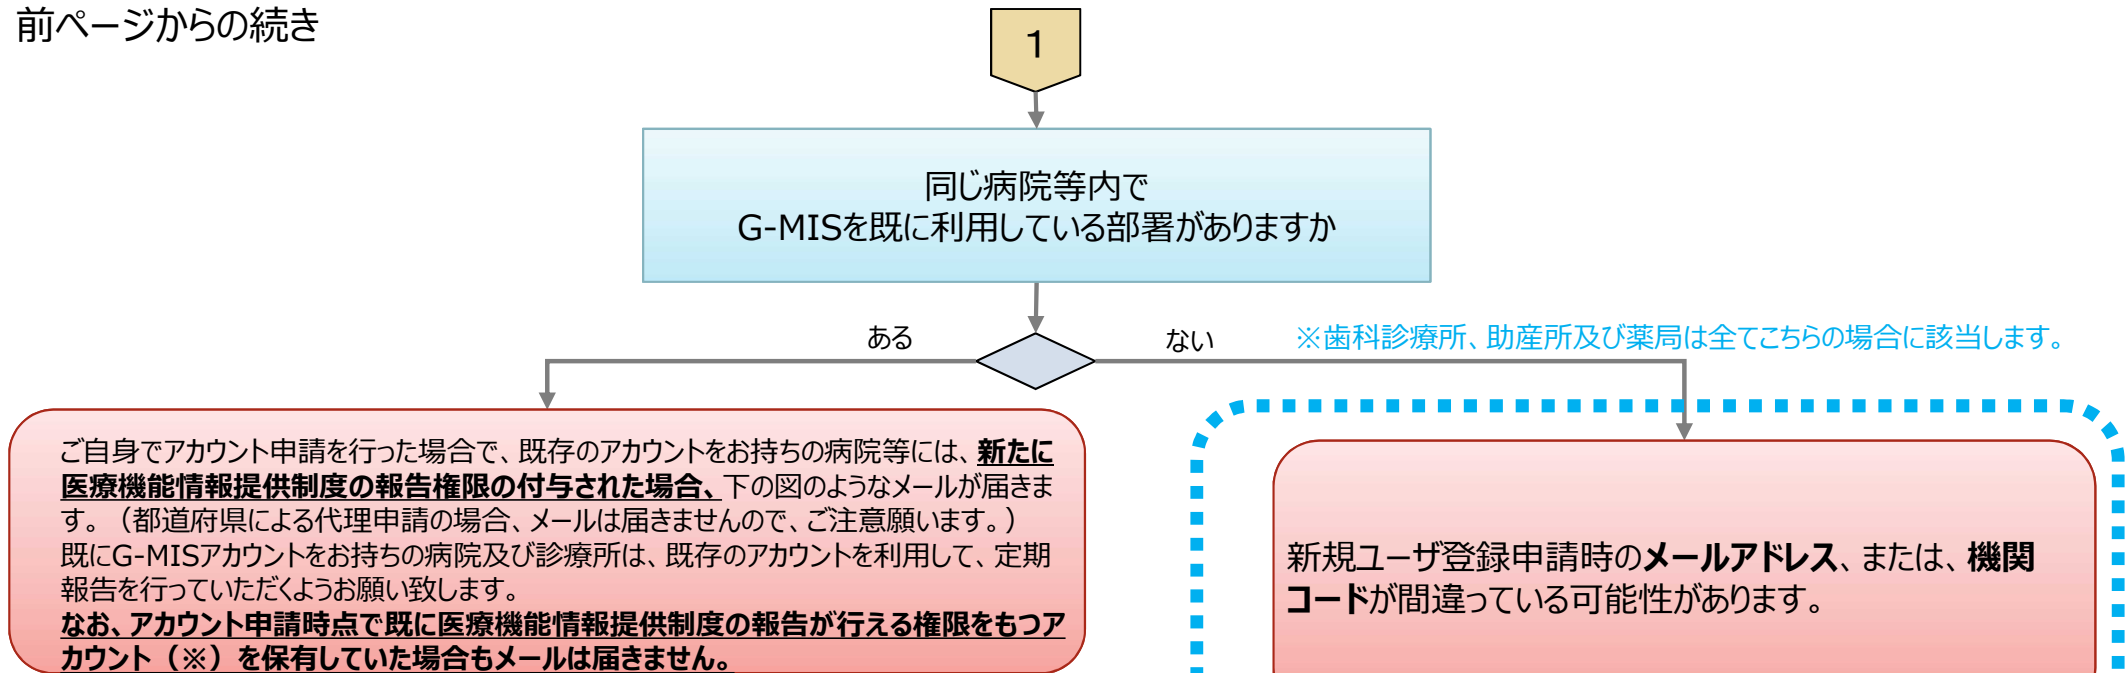 前ページからの続き
1
同じ病院等内で
G-MISを既に利用している部署がありますか
ある
ない
※歯科診療所、助産所及び薬局は全てこちらの場合に該当します。
ご自身でアカウント申請を行った場合で、既存のアカウントをお持ちの病院等には、新たに
医療機能情報提供制度の報告権限の付与された場合、下の図のようなメールが届きま
す。（都道府県による代理申請の場合、メールは届きませんので、ご注意願います。）
既にG-MISアカウントをお持ちの病院及び診療所は、既存のアカウントを利用して、定期
報告を行っていただくようお願い致します。
なお、アカウント申請時点で既に医療機能情報提供制度の報告が行える権限をもつア
カウント（※）を保有していた場合もメールは届きません。
新規ユーザ登録申請時のメールアドレス、または、機関
コードが間違っている可能性があります。